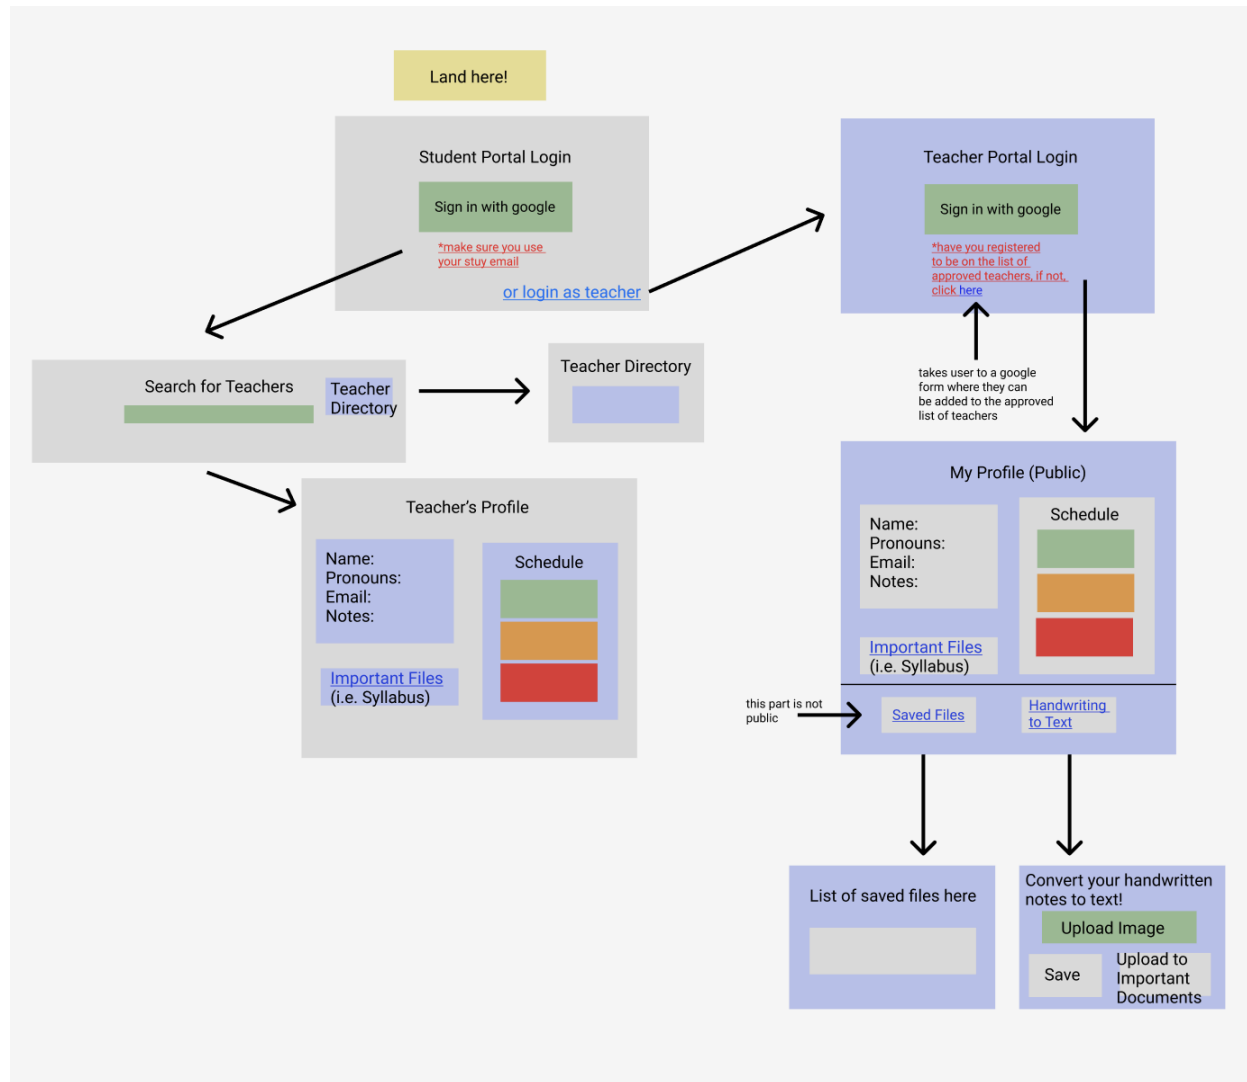 Land here!
Student Portal Login
Sign in with google
*make sure you use
your stuy email
or login as teacher
Teacher Portal Login
Sign in with google
*have you registered
to be on the list of
approved teachers, if not,
click here
takes user to a google
form where they can
be added to the approved
list of teachers
Search for Teachers
Teacher
Directory
Teacher Directory
Teacher’s Profile
Name:
Pronouns:
Email:
Notes:
Important Files
(i.e. Syllabus)
Schedule
My Profile (Public)
Name:
Pronouns:
Email:
Notes:
Important Files
(i.e. Syllabus)
Schedule
this part is not
public
Saved Files
Handwriting
to Text
List of saved files here
Convert your handwritten
notes to text!
Upload Image
Save
Upload to
Important
Documents